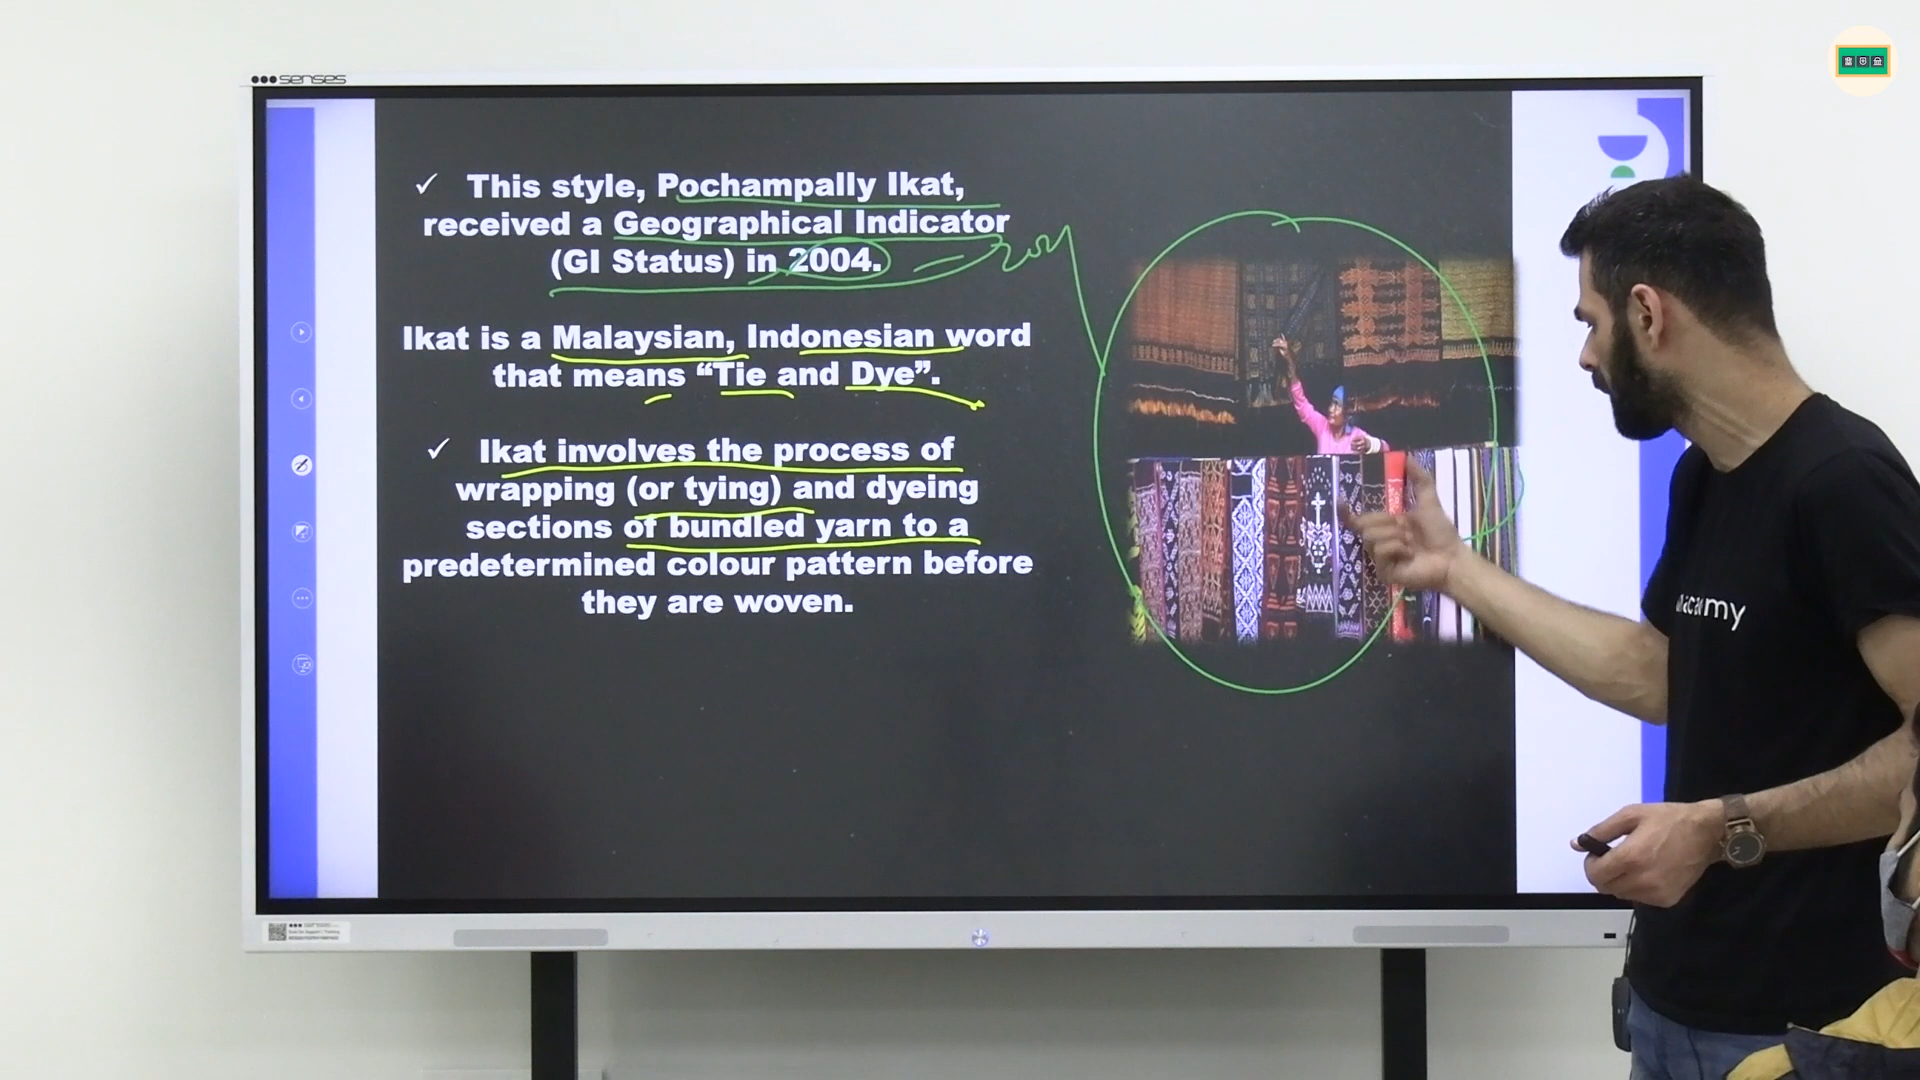 senses
✓ This style, Pochampally Ikat,
received a Geographical Indicator
(GI Status) in 2004.
Ikat is a Malaysian, Indonesian word
that means “Tie and Dye”.
✓ Ikat involves the process of
wrapping (or tying) and dyeing
sections of bundled yarn to a
predetermined colour pattern before
they are woven.